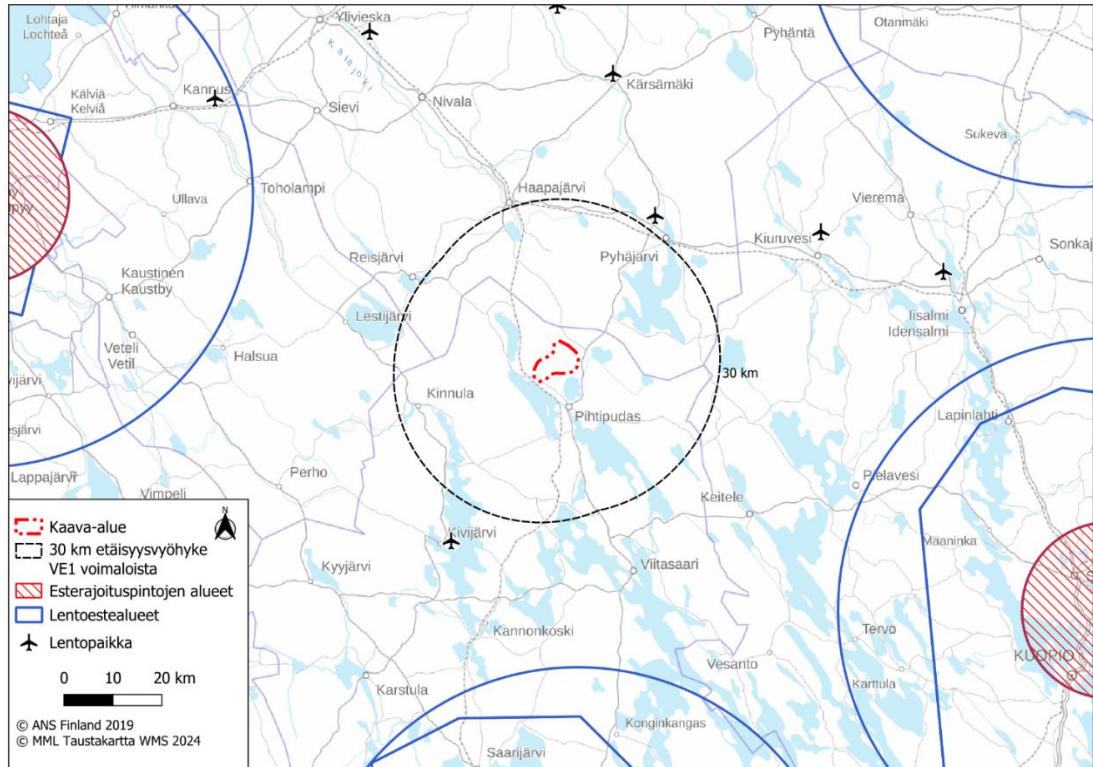 Lohtaja
Lochteå
Ylivieska
Kalajoki
Pyhäntä
Otanmäki
Kärsämäki
Kälviä
Kelviå
Kannus
Sievi
Nivala
Sukeva
Ullava
Toholampi
Haapajärvi
Vieremä
Kiuruvesi
Sonkaj
Pyhäjärvi
Kaustinen
Kaustby
Reisjärvi
Lestijärvi
Iisalmi
Idensalmi
Veteli
Vetil
Halsua
30 km
Kinnula
Pihtipudas
Lapinlahti
Lappajärvi
Vimpeli
Perho
Pielavesi
Keitele
Maaninka
Kivijärvi
Kyyjärvi
Viitasaari
Kannonkoski
Tervo
Vesanto
Karttula
KUOPIO
Karstula
Konginkangas
Saarijärvi
N
Kaava-alue
30 km etäisyysvyöhyke
VE1 voimaloista
Esterajoituspintojen alueet
Lentoestealueet
Lentopaikka
0 10 20 km
© ANS Finland 2019
© MML Taustakartta WMS 2024